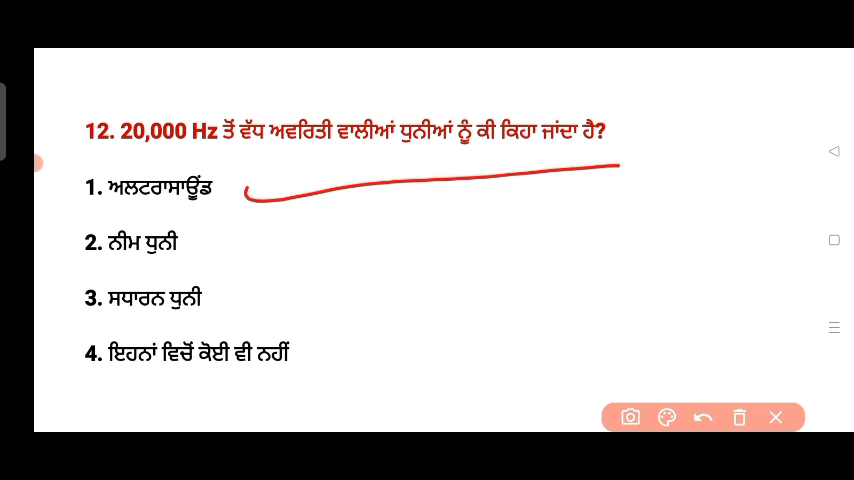 12. 20,000 Hz ਤੋਂ ਵੱਧ ਅਵਰਿਤੀ ਵਾਲੀਆਂ ਧੁਨੀਆਂ ਨੂੰ ਕੀ ਕਿਹਾ ਜਾਂਦਾ ਹੈ?
1. ਅਲਟਰਾਸਾਊਂਡ
2. ਨੀਮ ਧੁਨੀ
3. ਸਧਾਰਨ ਧੁਨੀ
4. ਇਹਨਾਂ ਵਿਚੋਂ ਕੋਈ ਵੀ ਨਹੀਂ